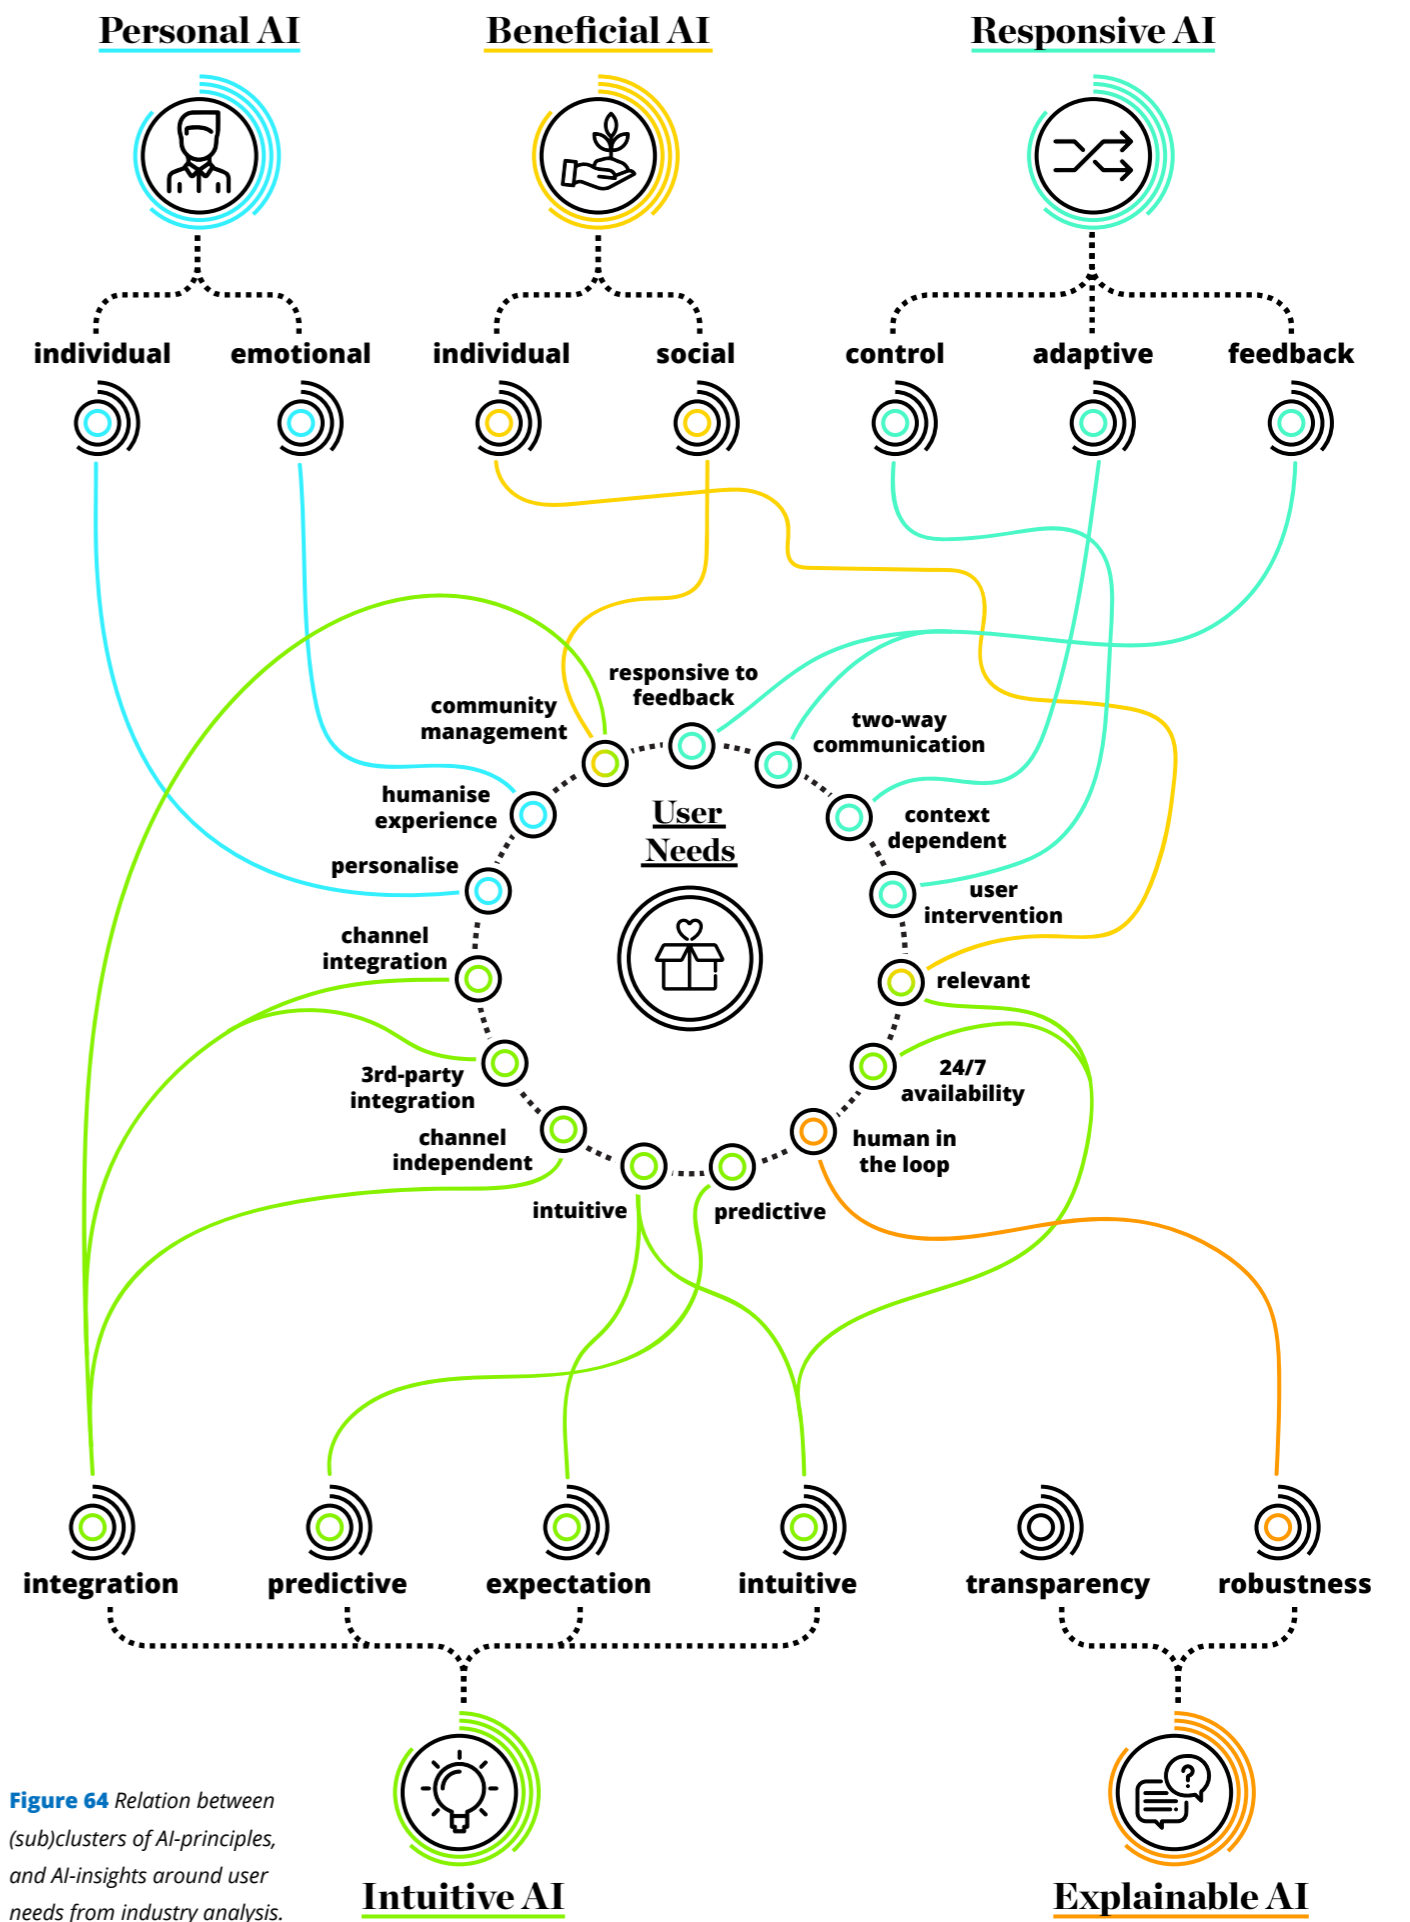 Personal AI
Beneficial AI
Responsive AI
individual
emotional
individual
social
control
adaptive
feedback
responsive to
feedback
community
management
two-way
communication
humanise
experience
User
Needs
context
dependent
personalise
user
intervention
channel
integration
relevant
3rd-party
integration
24/7
availability
channel
independent
human in
the loop
intuitive
predictive
integration
predictive
expectation
intuitive
transparency
robustness
?
Figure 64 Relation between
(sub)clusters of AI-principles,
and AI-insights around user
needs from industry analysis.
Intuitive AI
Explainable AI